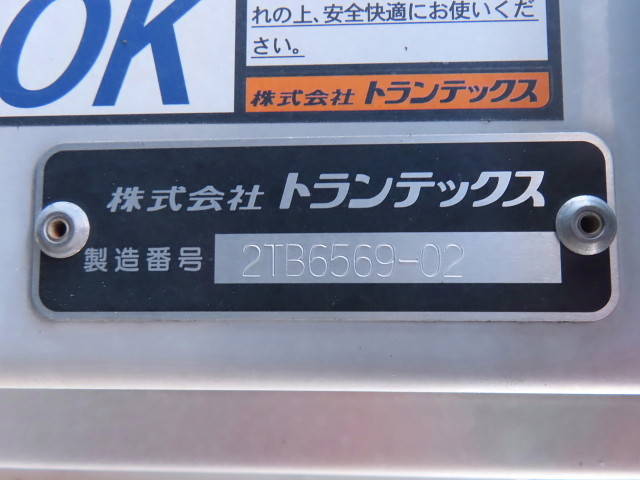 OK
れの上、安全快適にお使いくだ
さい。
株式会社 トランテックス
株式会社 トランテックス
製造番号 2TB6569-02